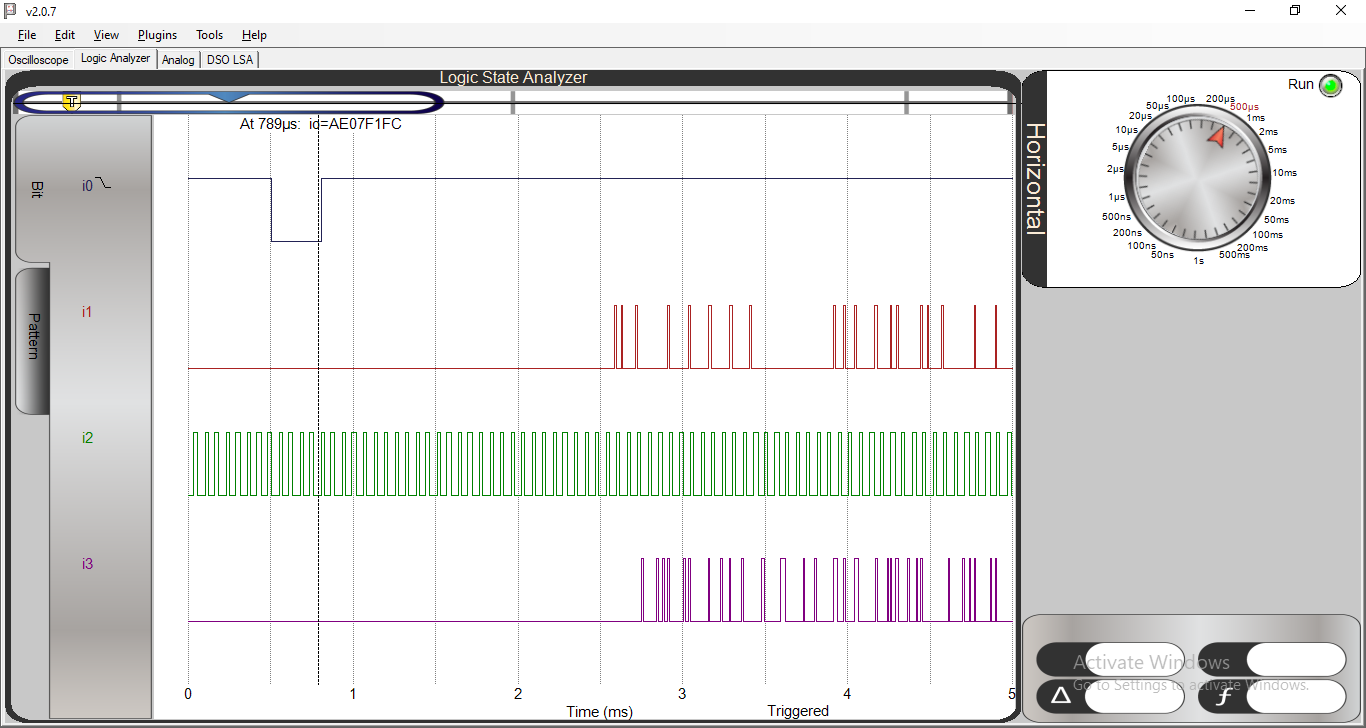 v2.0.7
File Edit View Plugins Tools Help
Oscilloscope Logic Analyzer Analog DSO LSA
Logic State Analyzer
T
At 789µs: id=AE07F1FC
Bit
Pattern
i0
i1
i2
i3
0 1 2 3 4 5
Time (ms)
Triggered
Run
Horizontal
1µs
2µs
5µs
10µs
20µs
50µs
100µs
200µs
500µs
1ms
2ms
5ms
10ms
20ms
50ms
100ms
200ms
500ms
1s
50ns
100ns
200ns
500ns
Activate Windows
Go to Settings to activate Windows.
Δ
f